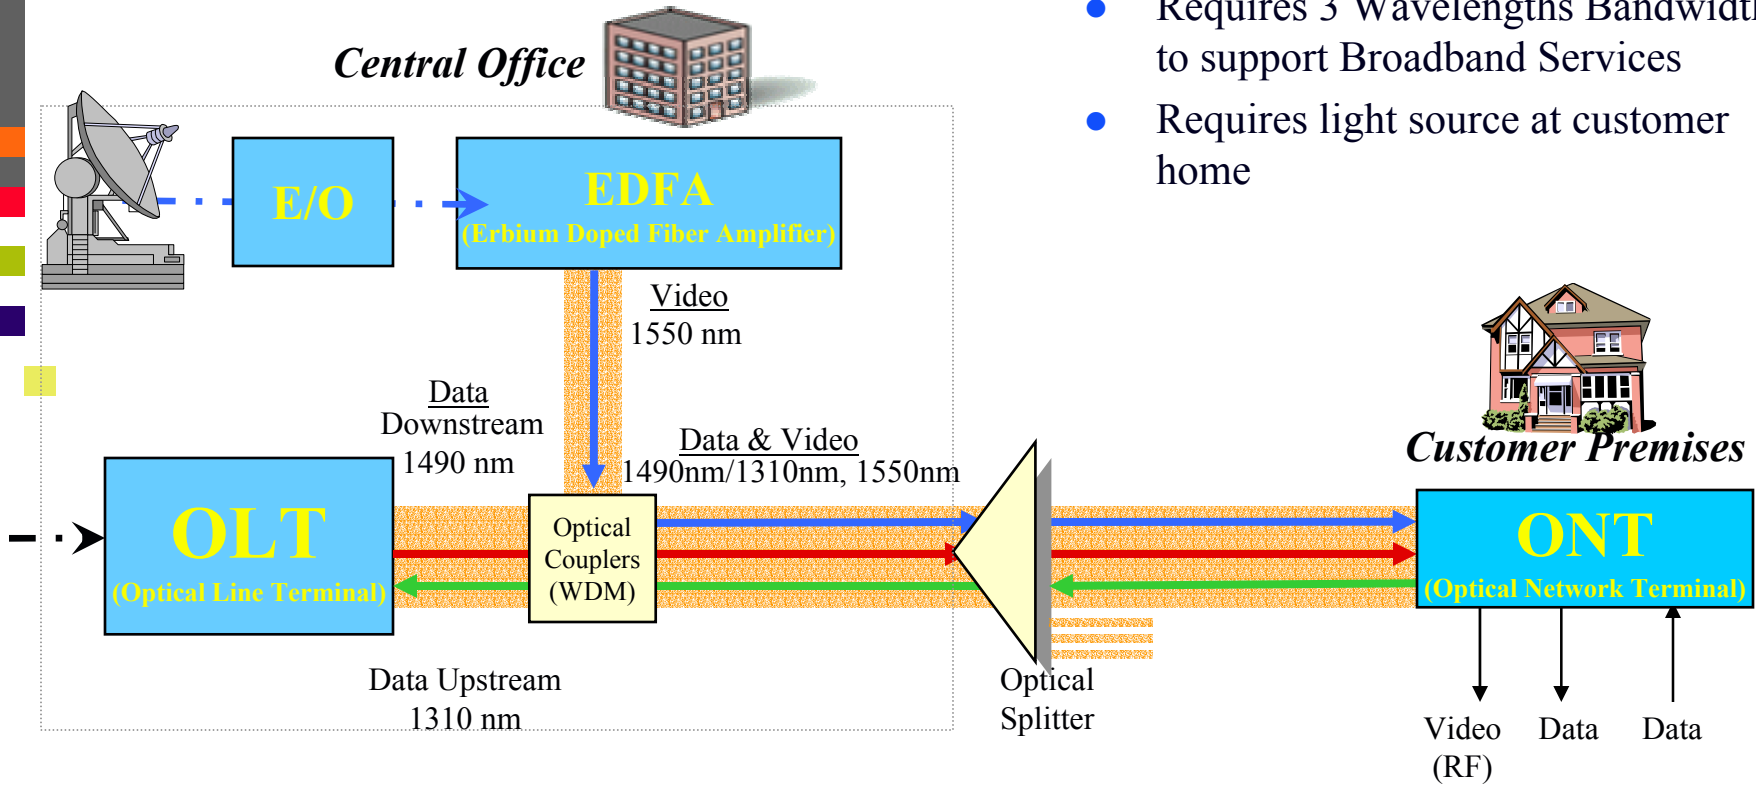 Requires 3 Wavelengths Bandwidth
to support Broadband Services
Requires light source at customer
home
Central Office
E/O
EDFA
(Erbium Doped Fiber Amplifier)
Video
1550 nm
Data
Downstream
1490 nm
Data & Video
1490nm/1310nm, 1550nm
Customer Premises
OLT
(Optical Line Terminal)
Optical
Couplers
(WDM)
ONT
(Optical Network Terminal)
Data Upstream
1310 nm
Optical
Splitter
Video
(RF)
Data
Data